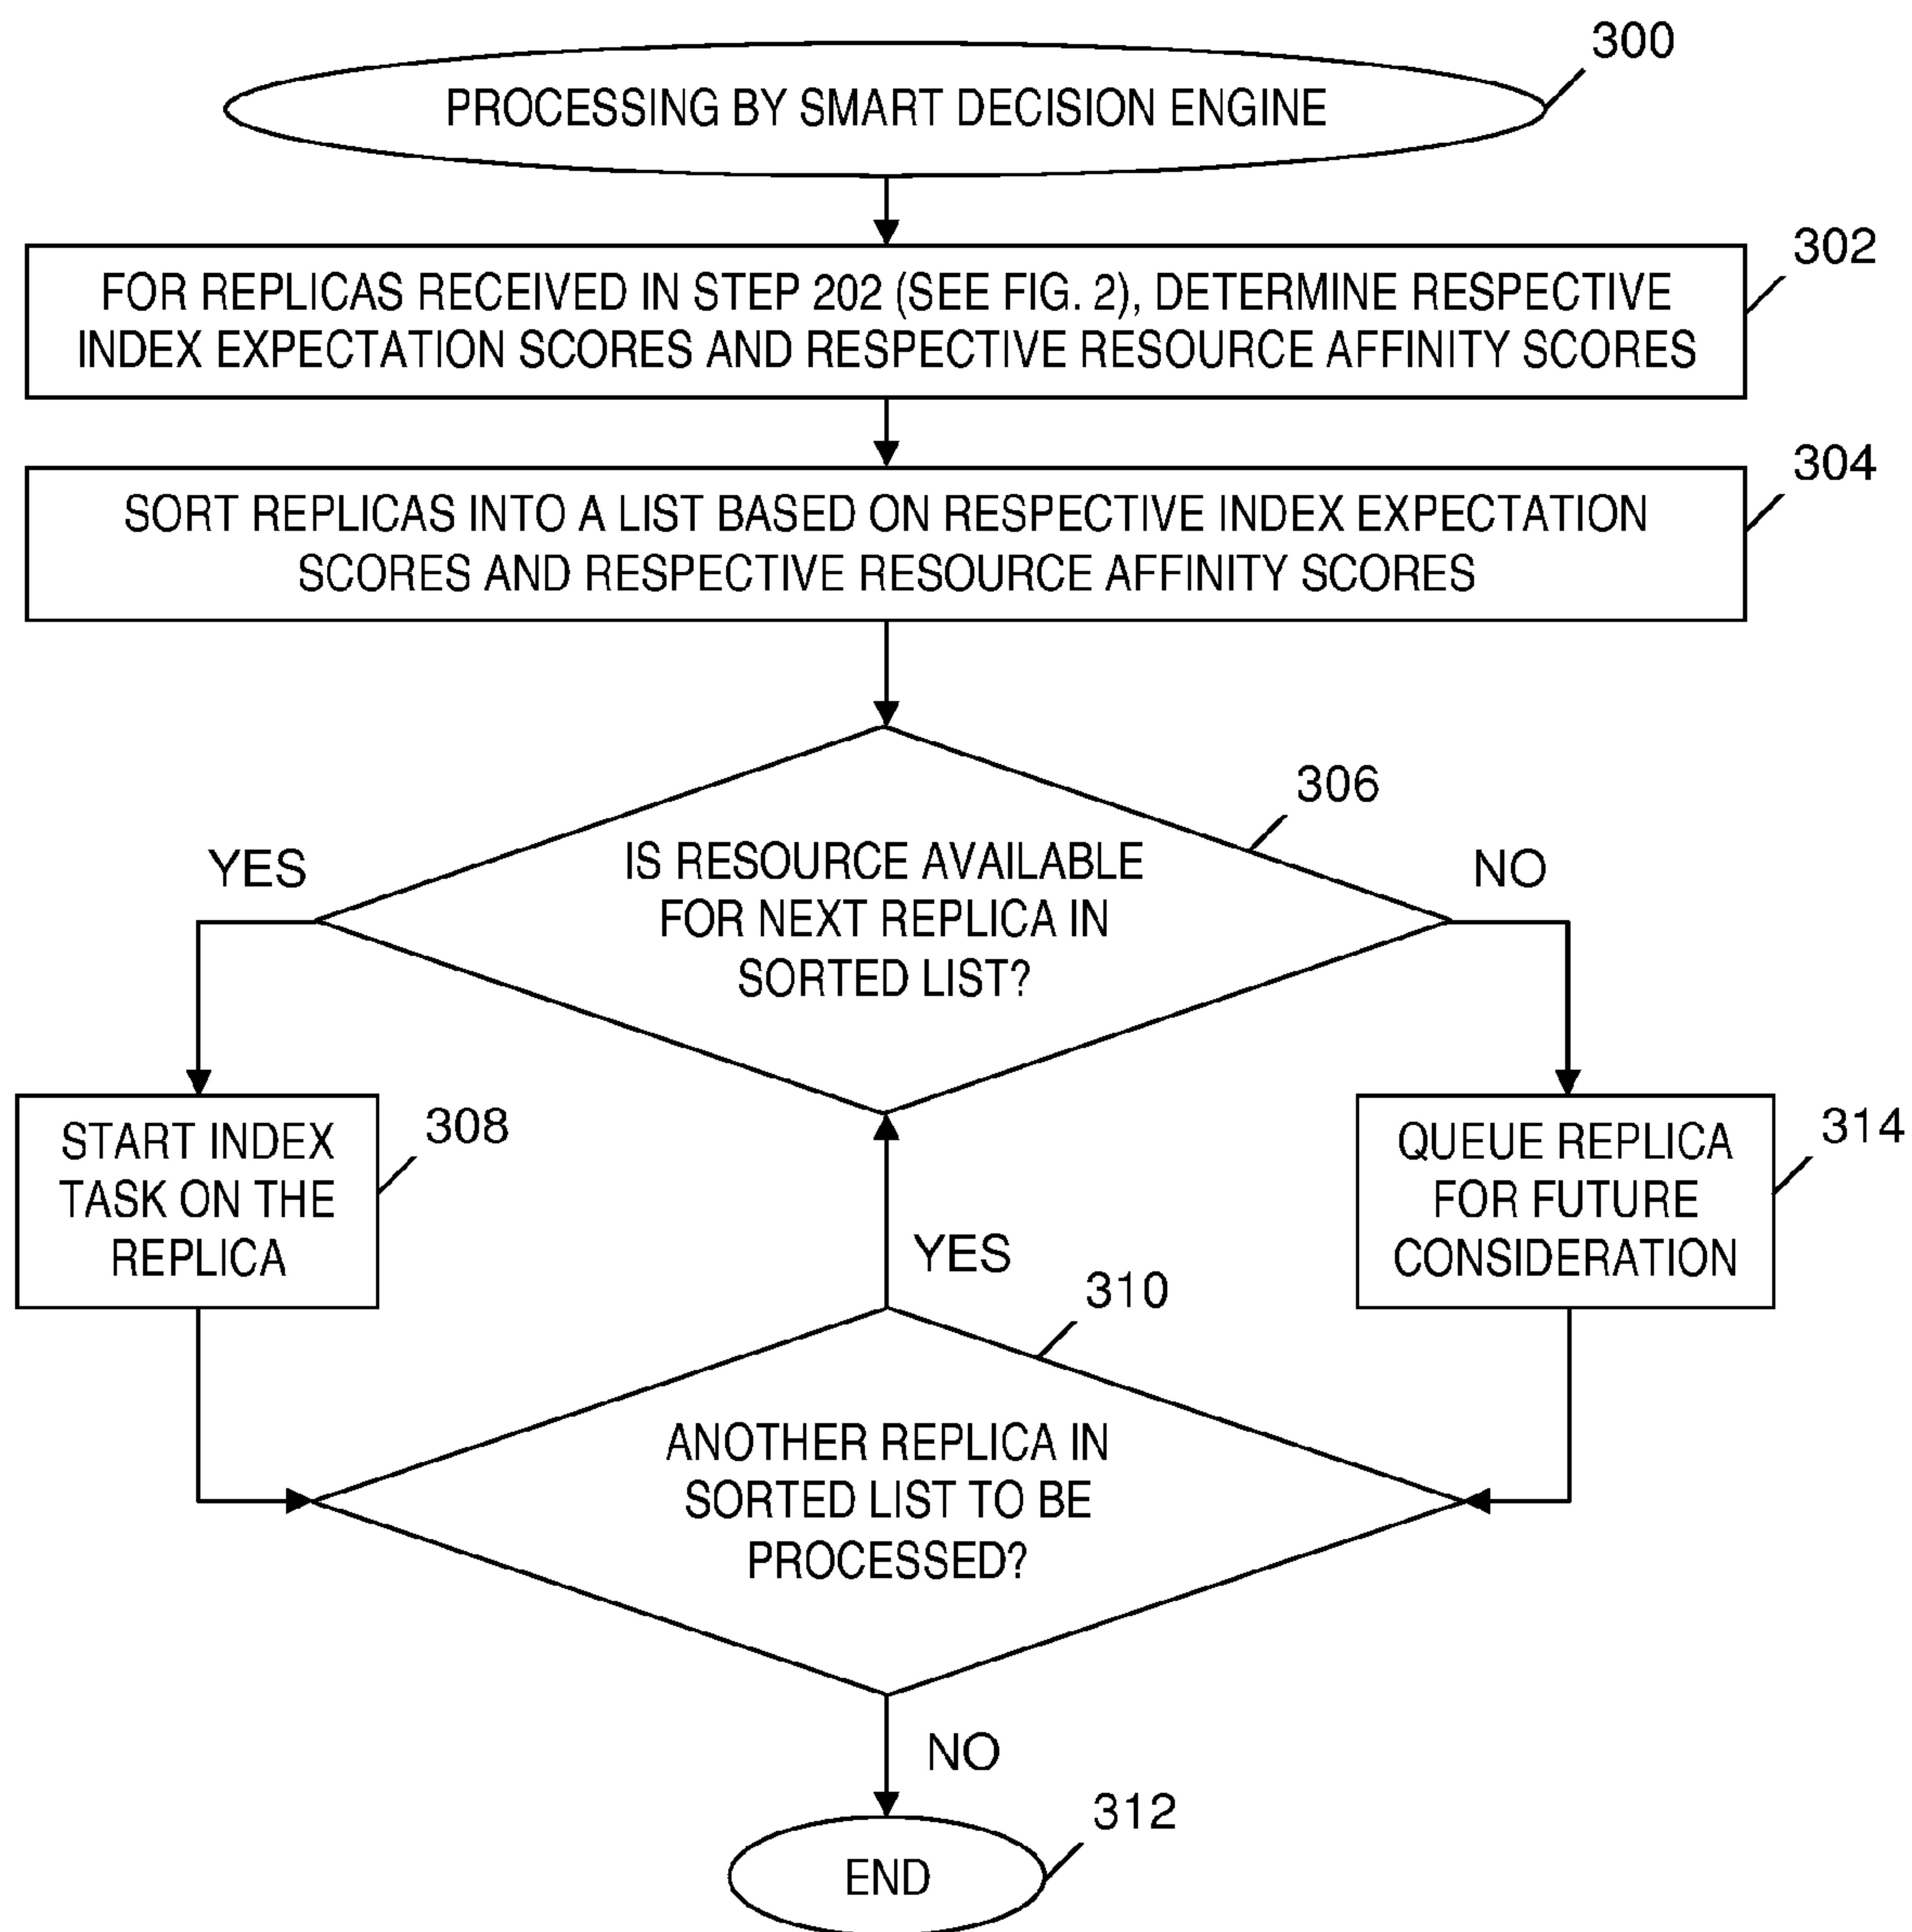 300
PROCESSING BY SMART DECISION ENGINE
302
FOR REPLICAS RECEIVED IN STEP 202 (SEE FIG. 2), DETERMINE RESPECTIVE
INDEX EXPECTATION SCORES AND RESPECTIVE RESOURCE AFFINITY SCORES
304
SORT REPLICAS INTO A LIST BASED ON RESPECTIVE INDEX EXPECTATION
SCORES AND RESPECTIVE RESOURCE AFFINITY SCORES
306
YES
IS RESOURCE AVAILABLE
FOR NEXT REPLICA IN
SORTED LIST?
NO
START INDEX
TASK ON THE
REPLICA
308
QUEUE REPLICA
FOR FUTURE
CONSIDERATION
314
YES
310
ANOTHER REPLICA IN
SORTED LIST TO BE
PROCESSED?
NO
312
END